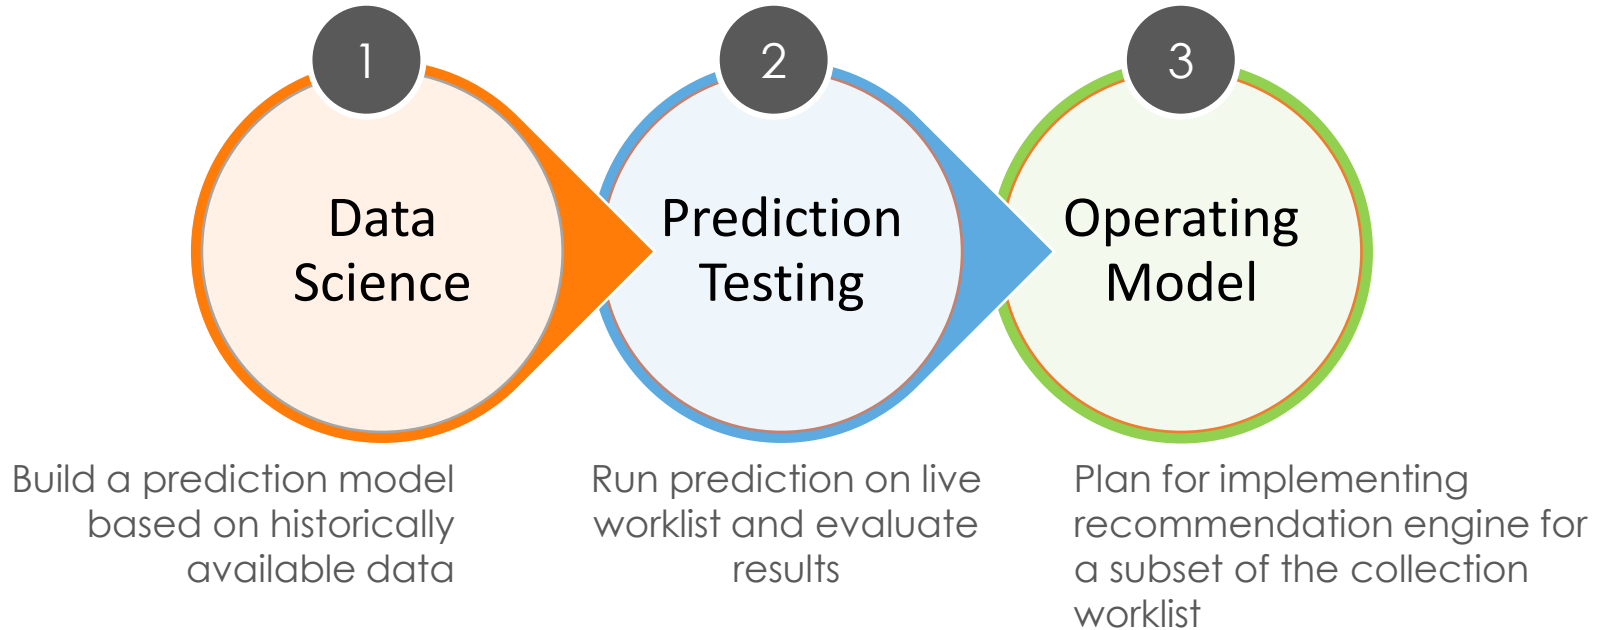 1
Data
Science
Build a prediction model
based on historically
available data
2
Prediction
Testing
Run prediction on live
worklist and evaluate
results
3
Operating
Model
Plan for implementing
recommendation engine for
a subset of the collection
worklist